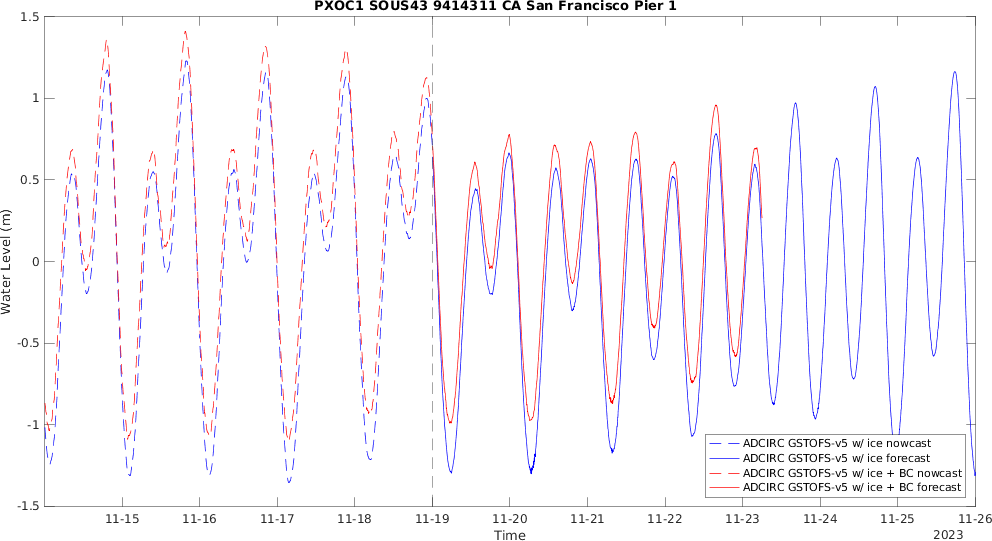 PXOC1 SOUS43 9414311 CA San Francisco Pier 1
1.5
1
0.5
0
-0.5
-1
-1.5
Water Level (m)
ADCIRC GSTOFS-v5 w/ ice nowcast
ADCIRC GSTOFS-v5 w/ ice forecast
ADCIRC GSTOFS-v5 w/ ice + BC nowcast
ADCIRC GSTOFS-v5 w/ ice + BC forecast
11-15 11-16 11-17 11-18 11-19 11-20 11-21 11-22 11-23 11-24 11-25 11-26
Time
2023